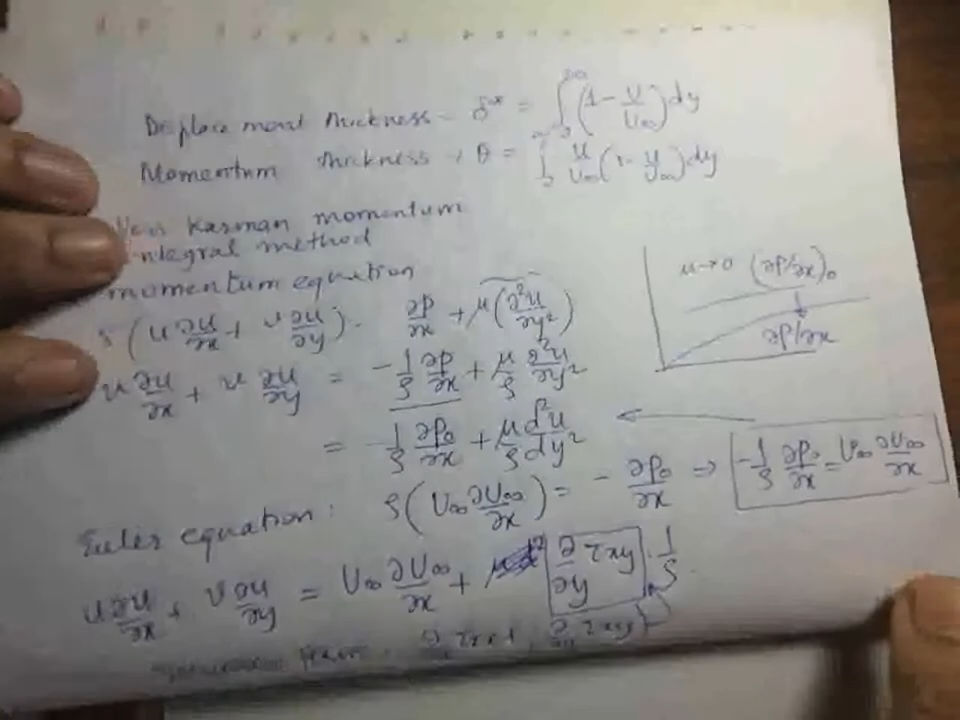 Displacement thickness - δ* = ∫₀^∞ (1 - u/U∞) dy
Momentum thickness, θ = ∫₀ u/U∞ (1 - u/U∞) dy
Karman momentum
integral method
momentum equation
ρ(u ∂u/∂x + v ∂u/∂y) = ∂p/∂x + μ(∂²u/∂y²)
μ→0 (∂p/∂x)₀
∂p/∂x
u ∂u/∂x + v ∂u/∂y = -1/ρ ∂p/∂x + μ/ρ ∂²u/∂y²
= -1/ρ ∂p₀/∂x + μ/ρ d²u/dy²
Euler equation: ρ(U∞ ∂U∞/∂x) = - ∂p₀/∂x ⇒ -1/ρ ∂p₀/∂x = U∞ ∂U∞/∂x
u ∂u/∂x + v ∂u/∂y = U∞ ∂U∞/∂x + ∂/∂y τxy · 1/ρ